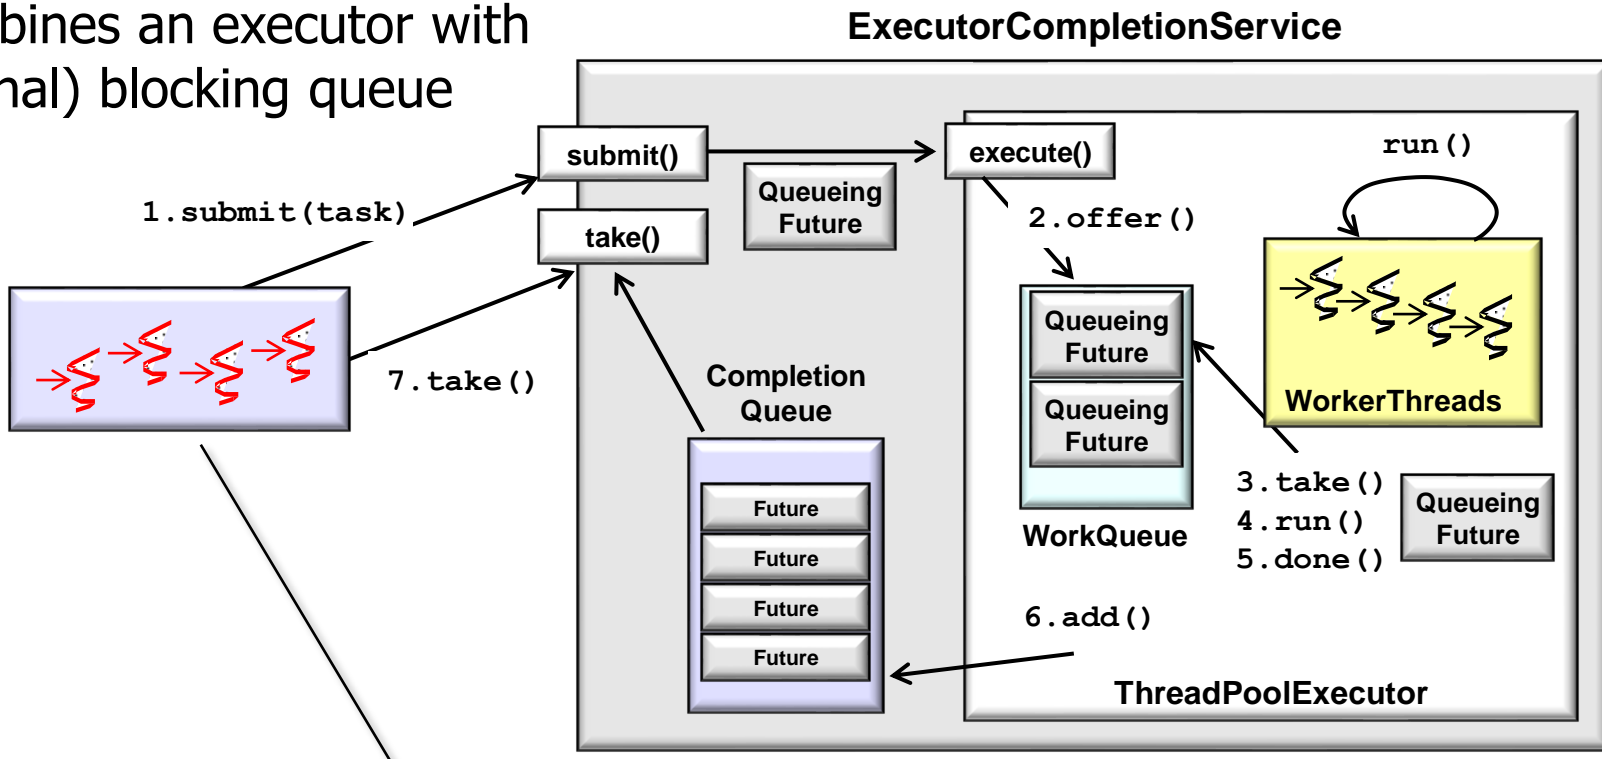 bines an executor with
nal) blocking queue
ExecutorCompletionService
submit()
execute()
run()
Queueing
Future
1.submit(task)
take()
2.offer()
Queueing
Future
Queueing
Future
WorkerThreads
7.take()
Completion
Queue
Future
Future
Future
Future
WorkQueue
3.take()
4.run()
5.done()
Queueing
Future
6.add()
ThreadPoolExecutor